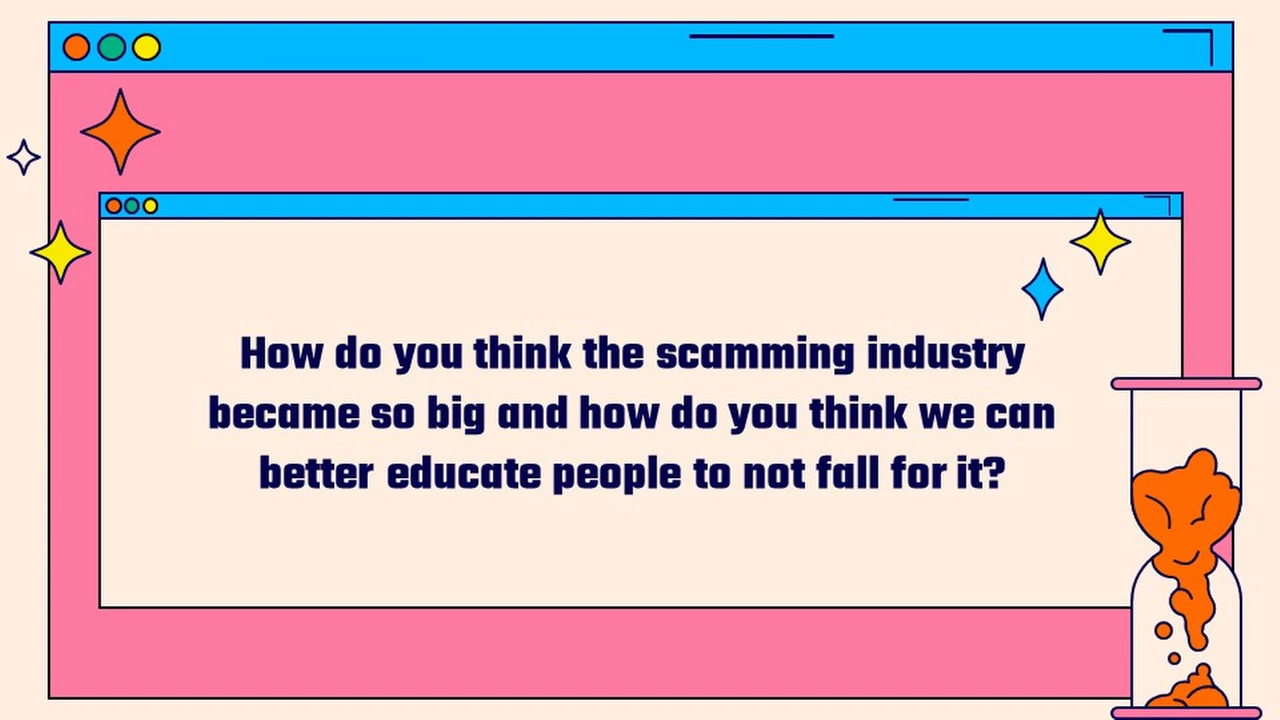 How do you think the scamming industry
became so big and how do you think we can
better educate people to not fall for it?